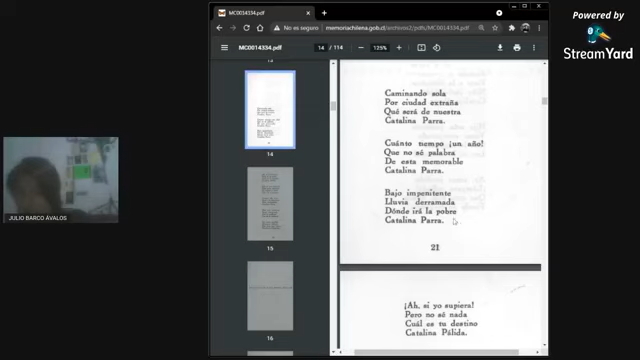 Powered by
StreamYard
MC0014334.pdf
No es seguro
memoriachilena.gob.cl/archivos2/pdfs/MC0014334.pdf
MC0014334.pdf
14 / 114
125%
14
15
16
Caminando sola
Por ciudad extraña
Qué será de nuestra
Catalina Parra.
Cuánto tiempo ¡un año!
Que no sé palabra
De esta memorable
Catalina Parra.
Bajo impenitente
Lluvia derramada
Dónde irá la pobre
Catalina Parra.
21
¡Ah, si yo supiera!
Pero no sé nada
Cuál es tu destino
Catalina Pálida.
JULIO BARCO ÁVALOS